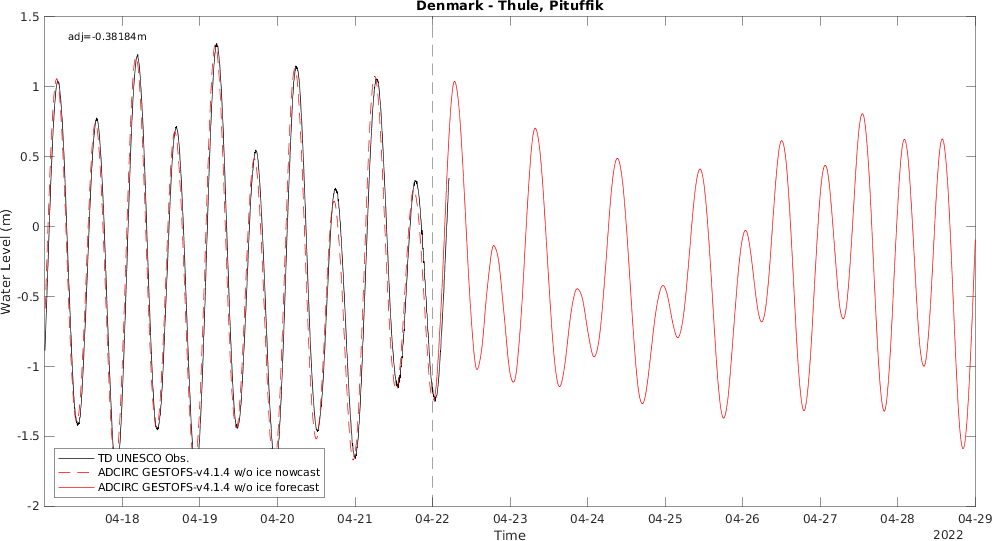 Denmark - Thule, Pituffik
adj=-0.38184m
1.5
1
0.5
0
-0.5
-1
-1.5
-2
Water Level (m)
TD UNESCO Obs.
ADCIRC GESTOFS-v4.1.4 w/o ice nowcast
ADCIRC GESTOFS-v4.1.4 w/o ice forecast
04-18 04-19 04-20 04-21 04-22 04-23 04-24 04-25 04-26 04-27 04-28 04-29
Time
2022